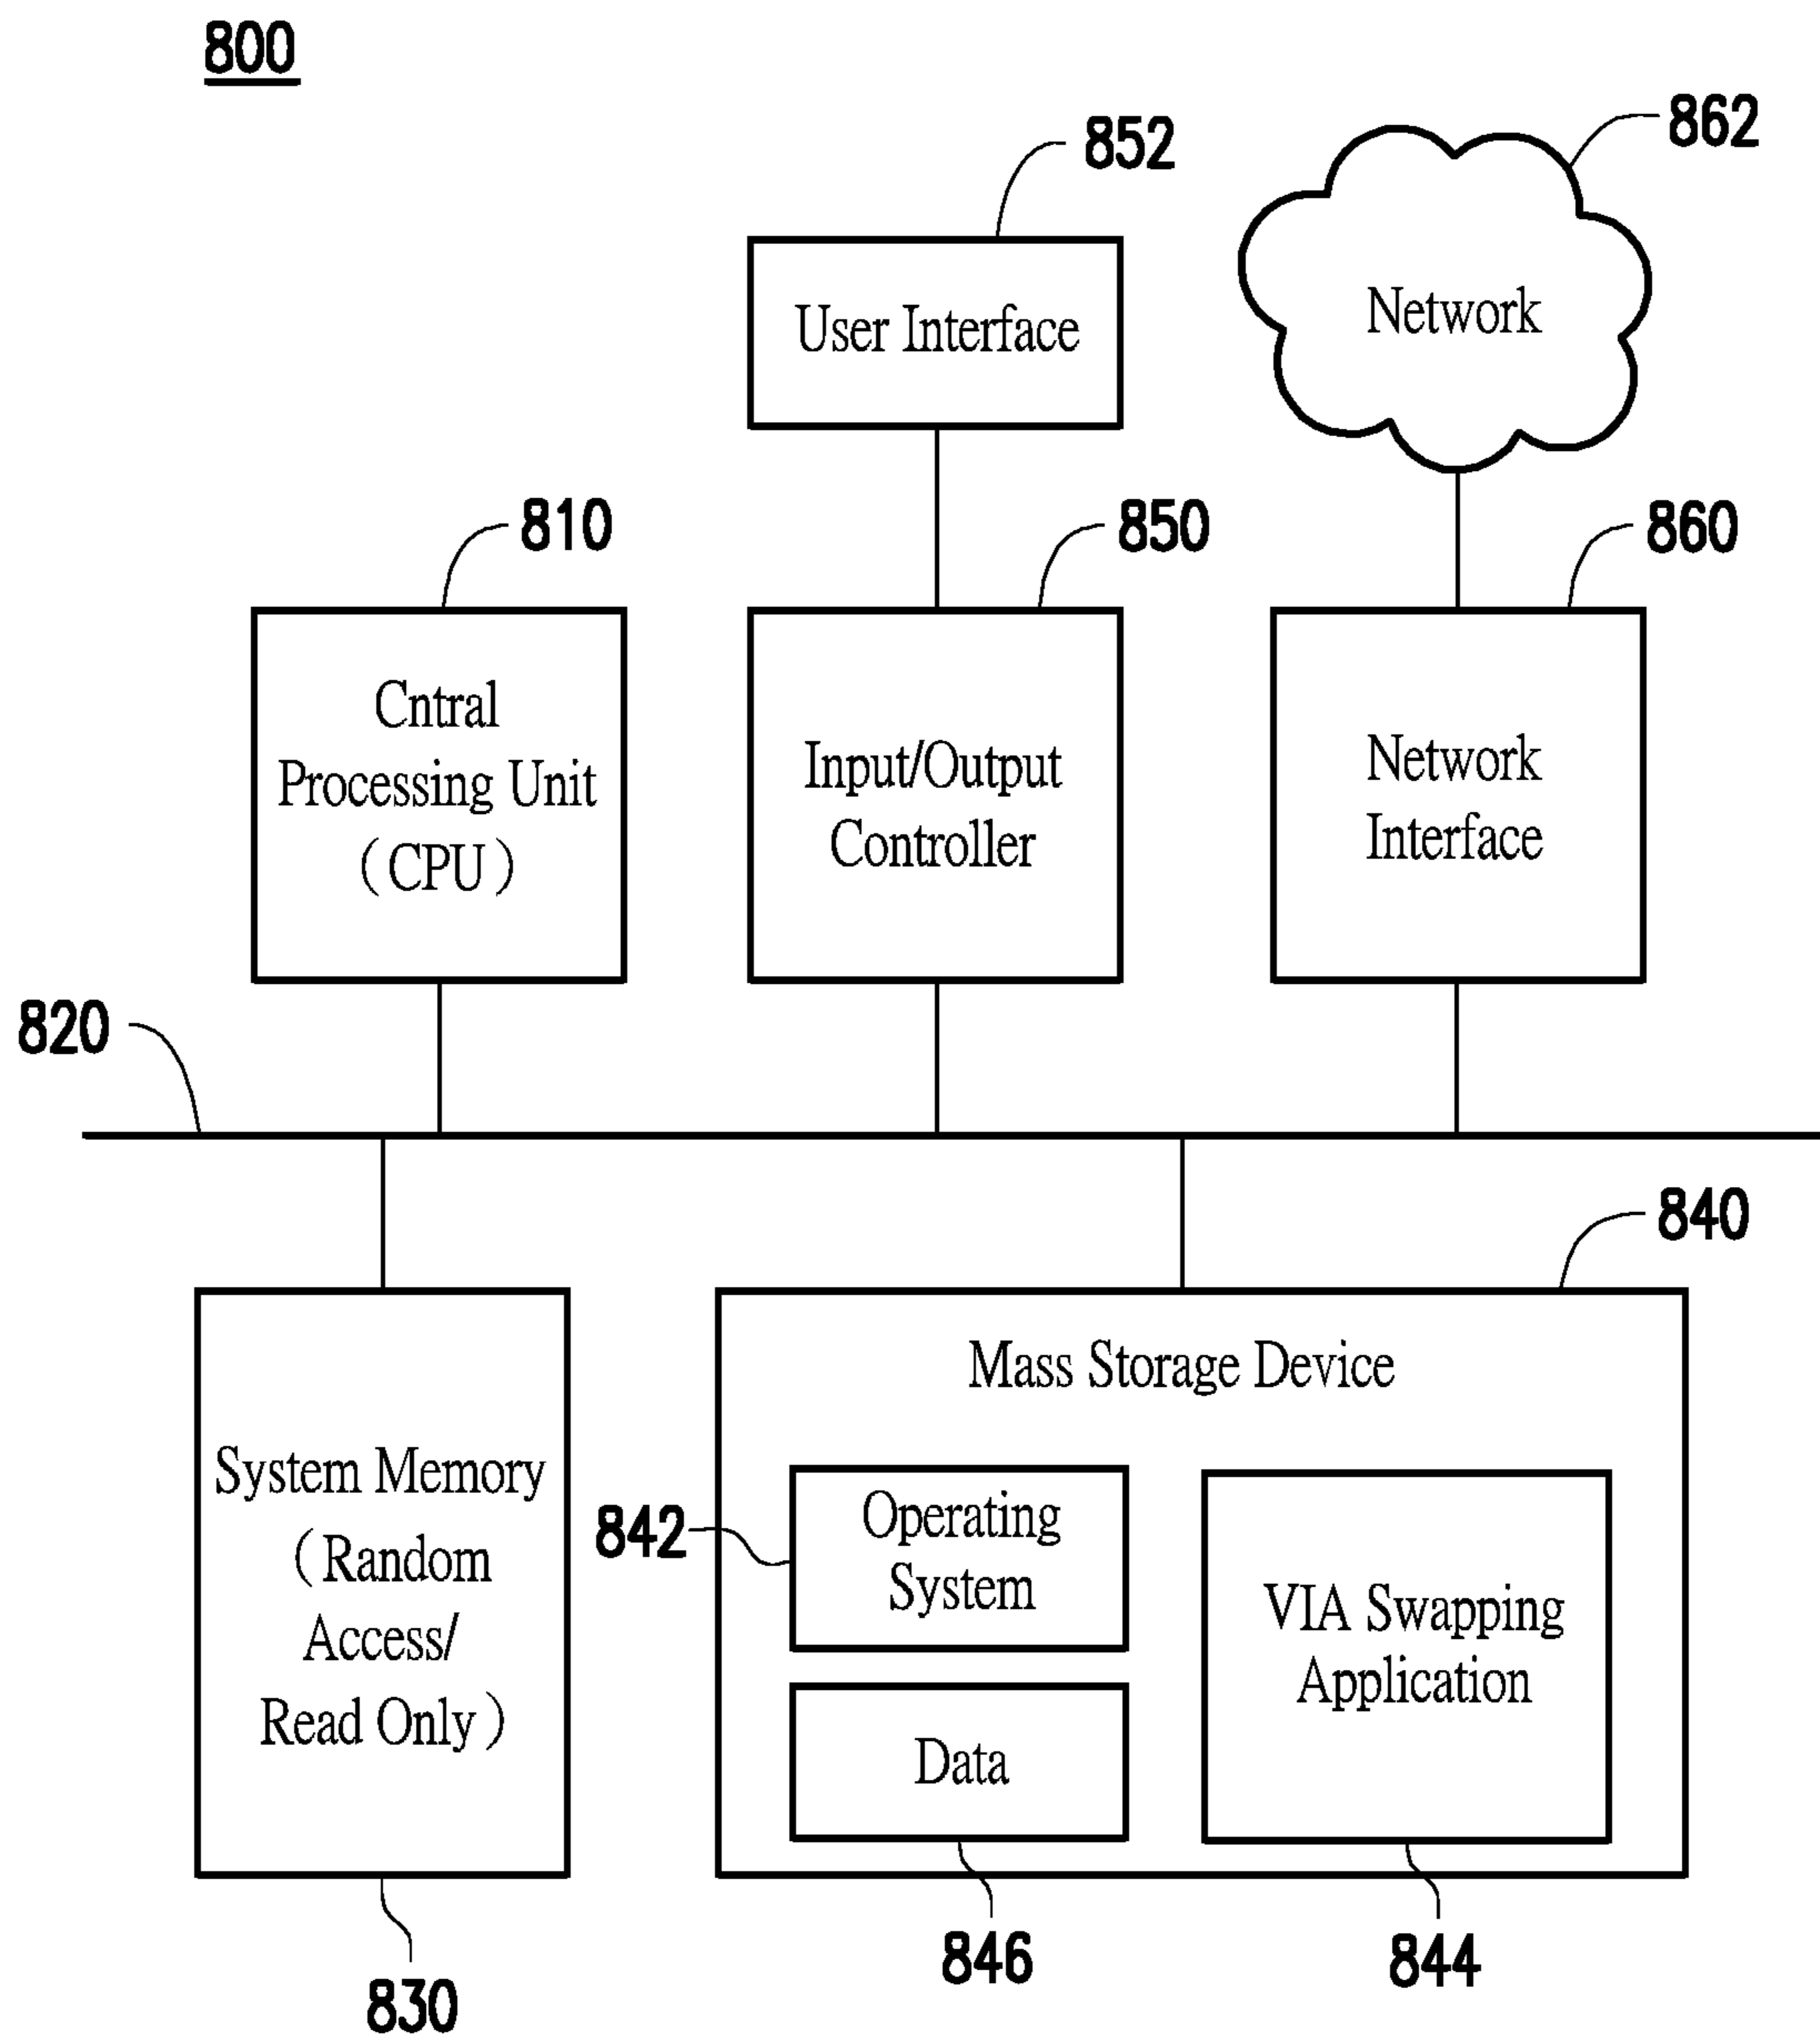 800
862
852
User Interface
Network
810
850
860
Cntral
Processing Unit
(CPU)
Input/Output
Controller
Network
Interface
820
840
Mass Storage Device
System Memory
(Random
Access/
Read Only)
842
Operating
System
VIA Swapping
Application
Data
846
844
830